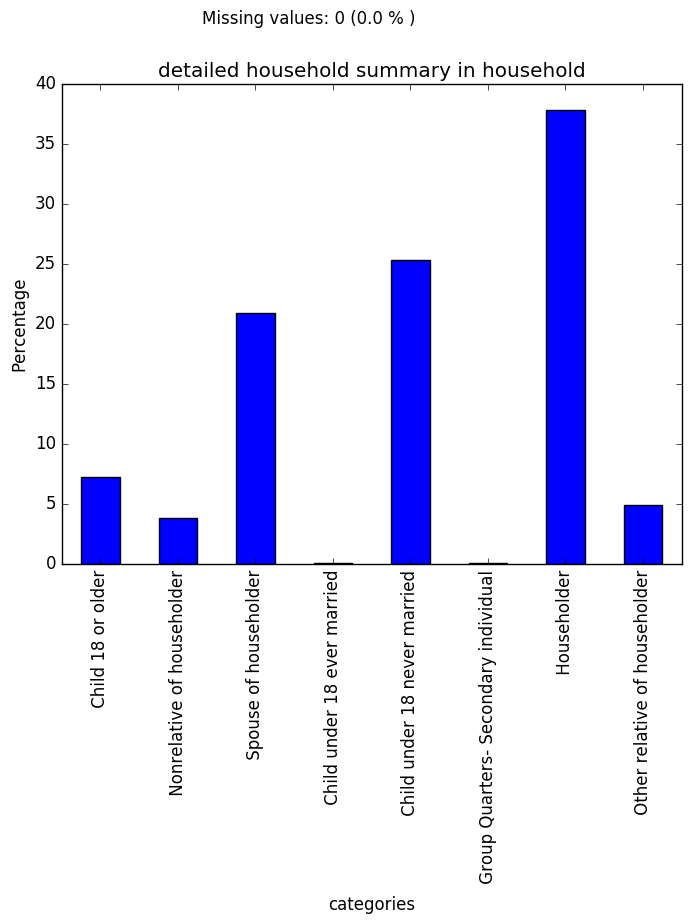 Missing values: 0 (0.0 % )
detailed household summary in household
40
35
30
25
20
15
10
5
0
Percentage
Child 18 or older
Nonrelative of householder
Spouse of householder
Child under 18 ever married
Child under 18 never married
Group Quarters- Secondary individual
Householder
Other relative of householder
categories